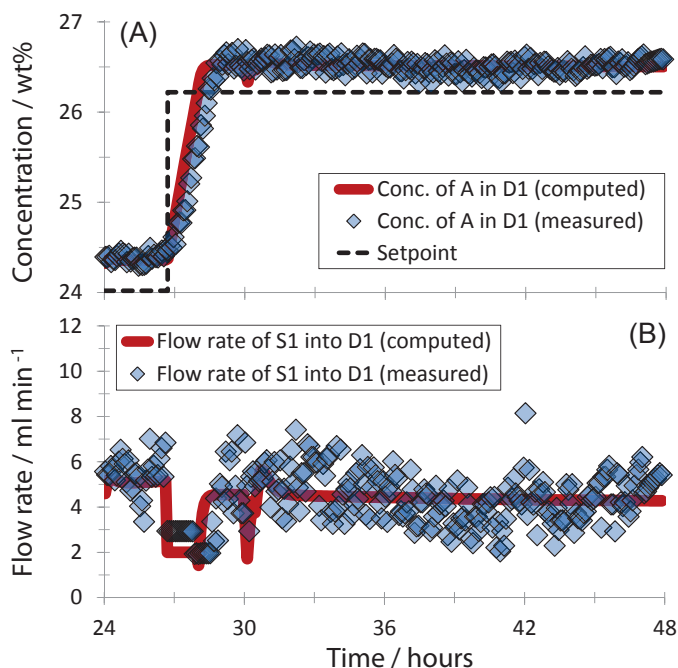 (A)
27
26
25
24
Concentration / wt%
Conc. of A in D1 (computed)
Conc. of A in D1 (measured)
Setpoint
(B)
12
10
8
6
4
2
0
Flow rate / ml min⁻¹
Flow rate of S1 into D1 (computed)
Flow rate of S1 into D1 (measured)
24 30 36 42 48
Time / hours